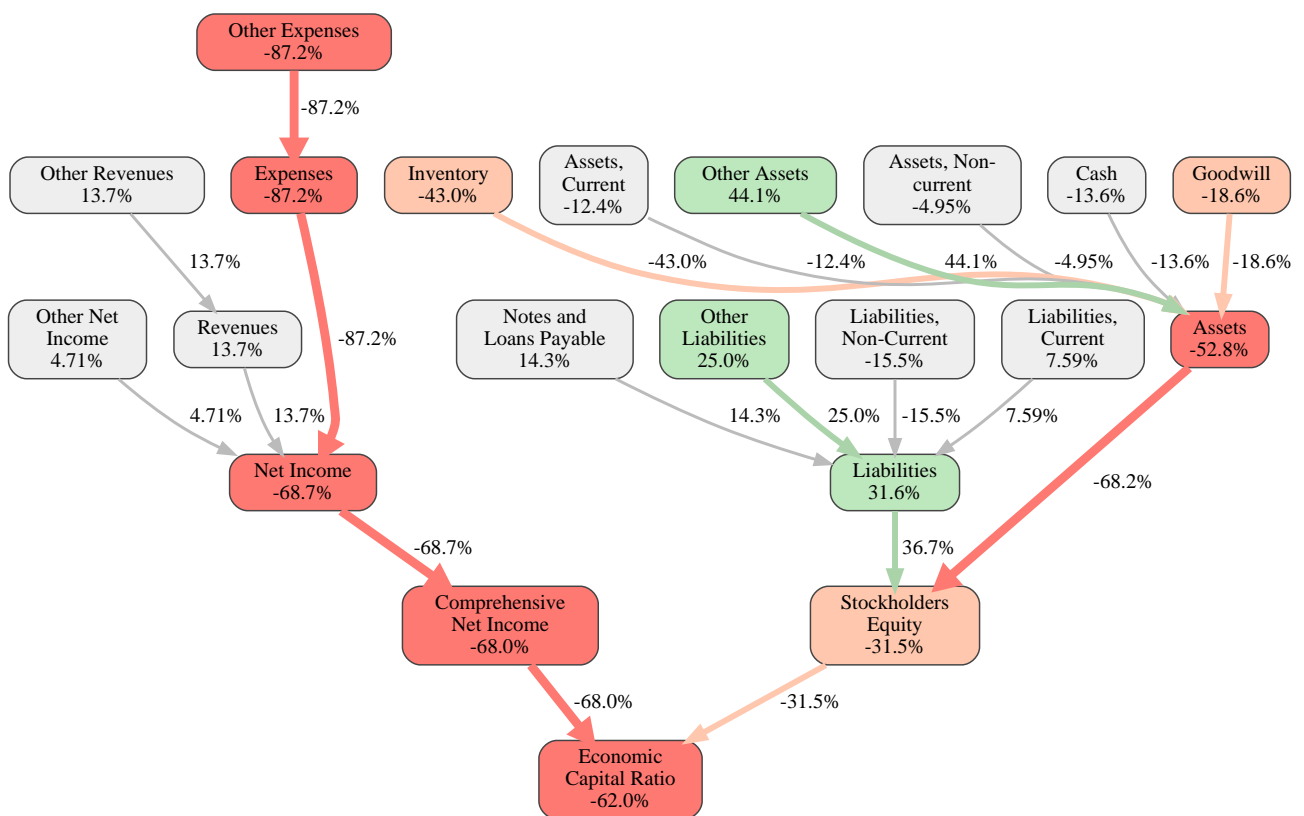 Other Expenses
-87.2%
-87.2%
Other Revenues
13.7%
Expenses
-87.2%
Inventory
-43.0%
Assets,
Current
-12.4%
Other Assets
44.1%
Assets, Non-
current
-4.95%
Cash
-13.6%
Goodwill
-18.6%
13.7%
-43.0%
-12.4%
44.1%
-4.95%
-13.6%
-18.6%
Other Net
Income
4.71%
Revenues
13.7%
-87.2%
Notes and
Loans Payable
14.3%
Other
Liabilities
25.0%
Liabilities,
Non-Current
-15.5%
Liabilities,
Current
7.59%
Assets
-52.8%
4.71%
13.7%
14.3%
25.0%
-15.5%
7.59%
Net Income
-68.7%
Liabilities
31.6%
-68.2%
-68.7%
36.7%
Comprehensive
Net Income
-68.0%
Stockholders
Equity
-31.5%
-68.0%
-31.5%
Economic
Capital Ratio
-62.0%